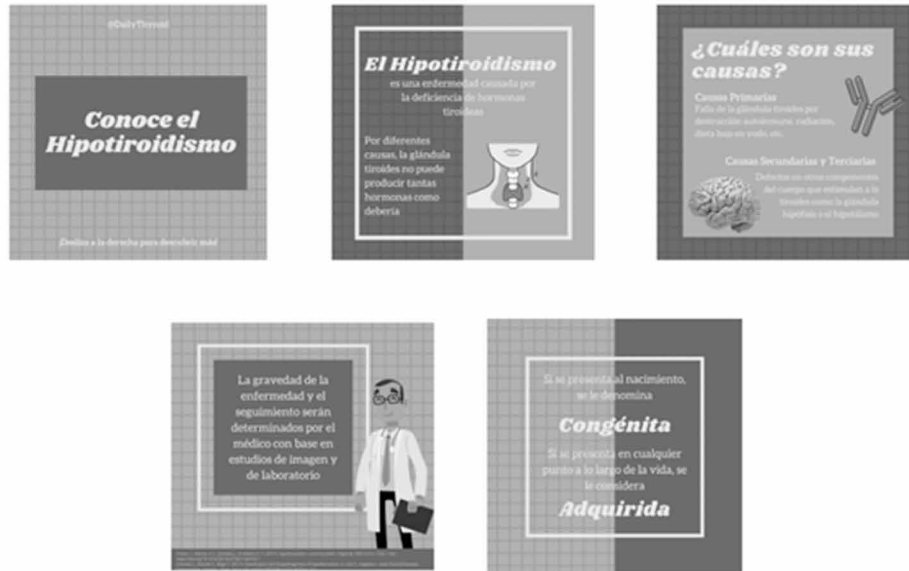 @DailyThyroid
Conoce el
Hipotiroidismo
¡Desliza a la derecha para descubrir más!
El Hipotiroidismo
es una enfermedad causada por
la deficiencia de hormonas
tiroideas
Por diferentes
causas, la glándula
tiroides no puede
producir tantas
hormonas como
debería
¿Cuáles son sus
causas?
Causas Primarias
Falla de la glándula tiroides por
destrucción autoinmune, radiación,
dieta baja en yodo, etc.
Causas Secundarias y Terciarias
Defectos en otros componentes
del cuerpo que estimulan a la
tiroides como la glándula
hipófisis o el hipotálamo
La gravedad de la
enfermedad y el
seguimiento serán
determinados por el
médico con base en
estudios de imagen y
de laboratorio
Si se presenta al nacimiento,
se le denomina
Congénita
Si se presenta en cualquier
punto a lo largo de la vida, se
le considera
Adquirida